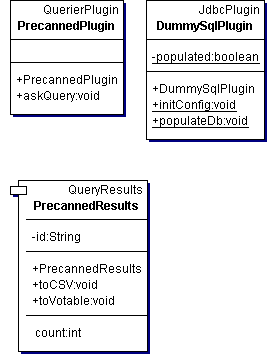 QuerierPlugin
PrecannedPlugin
+PrecannedPlugin
+askQuery:void
JdbcPlugin
DummySqlPlugin
-populated:boolean
+DummySqlPlugin
+initConfig:void
+populateDb:void
QueryResults
PrecannedResults
-id:String
+PrecannedResults
+toCSV:void
+toVotable:void
count:int